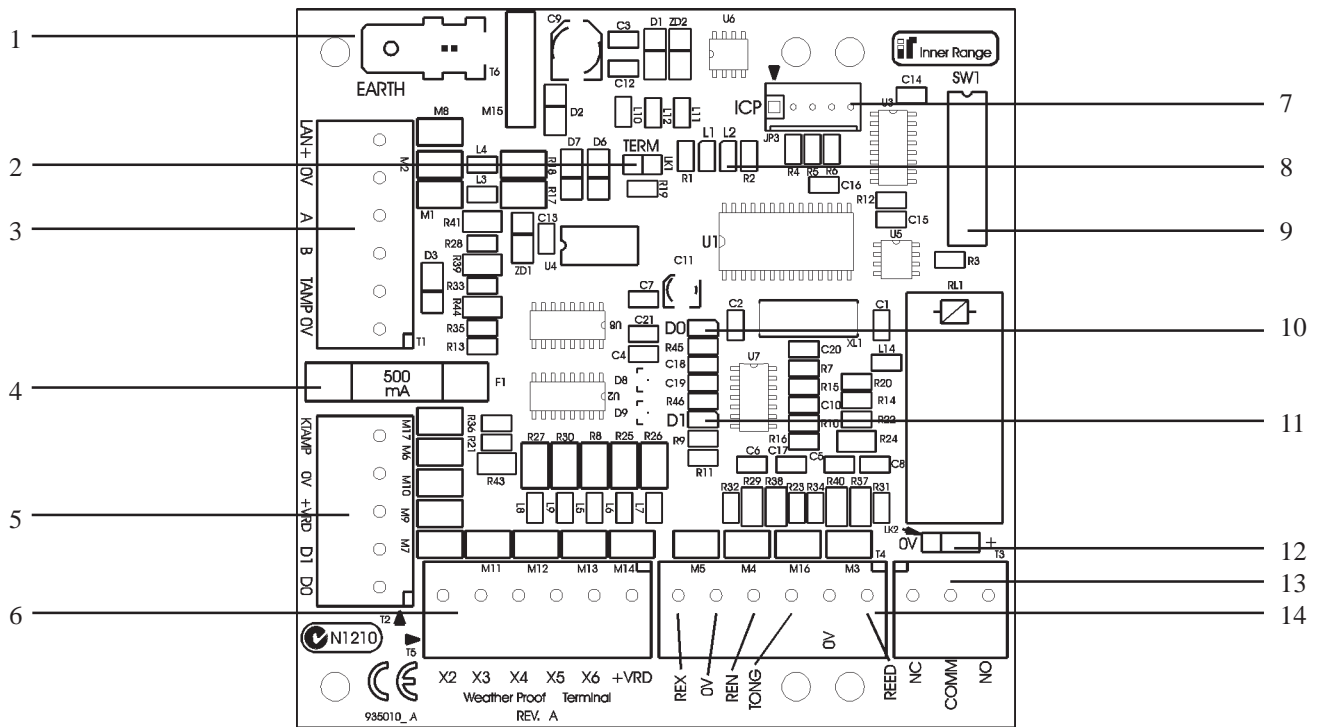 1
2
3
4
5
6
7
8
9
10
11
12
13
14
EARTH
T6
M15
C9
C3
D1
ZD2
U6
C12
D2
L10
L12
L11
ICP
JP3
Inner Range
C14
SW1
U3
LAN+ 0V A B TAMP 0V
M8
M2
M1
L4
L3
R18
R17
D7
D6
TERM
LK1
R19
L1
L2
R1
R2
R4
R5
R6
C16
R12
C15
U5
R3
R41
R28
R39
R33
R44
R35
R13
D3
T1
ZD1
C13
U4
U1
C11
C7
C2
C1
XL1
RL1
U8
C21
C4
D0
R45
C18
C19
R46
D1
R9
R11
U7
C20
R7
R15
C10
R10
R16
L14
R20
R14
R22
R24
500
mA
F1
U2
D8
D9
KTAMP 0V +VRD D1 D0
M17
M6
M10
M9
M7
R36
R21
R43
R27
R30
R8
R25
R26
L8
L9
L5
L6
L7
C6
C17
C5
C8
R32
R29
R38
R23
R34
R40
R37
R31
LK2
0V
+
T3
M11
M12
M13
M14
M5
M4
M16
M3
T4
T2
T5
N1210
CE
935010_A
X2 X3 X4 X5 X6 +VRD
Weather Proof Terminal
REV. A
REX
0V
REN
TONG
0V
REED
NC
COMM
NO